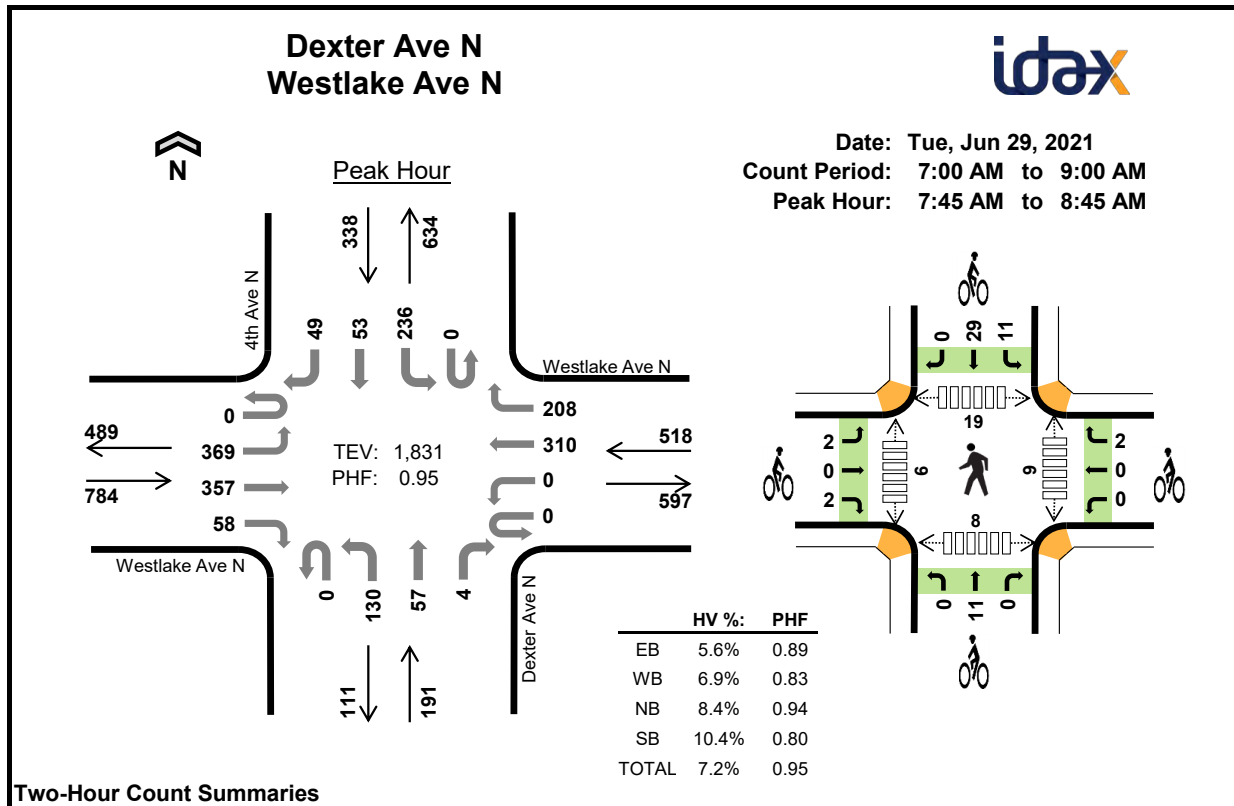 Dexter Ave N
Westlake Ave N
idax
Date: Tue, Jun 29, 2021
Count Period: 7:00 AM to 9:00 AM
Peak Hour: 7:45 AM to 8:45 AM
N
Peak Hour
338
634
4th Ave N
49
53
236
0
Westlake Ave N
0
369
357
58
489
784
TEV: 1,831
PHF: 0.95
208
310
0
0
518
597
Westlake Ave N
0
130
57
4
Dexter Ave N
111
191
0
29
11
19
2
0
2
6
9
2
0
0
8
0
11
0
HV %: PHF
EB 5.6% 0.89
WB 6.9% 0.83
NB 8.4% 0.94
SB 10.4% 0.80
TOTAL 7.2% 0.95
Two-Hour Count Summaries